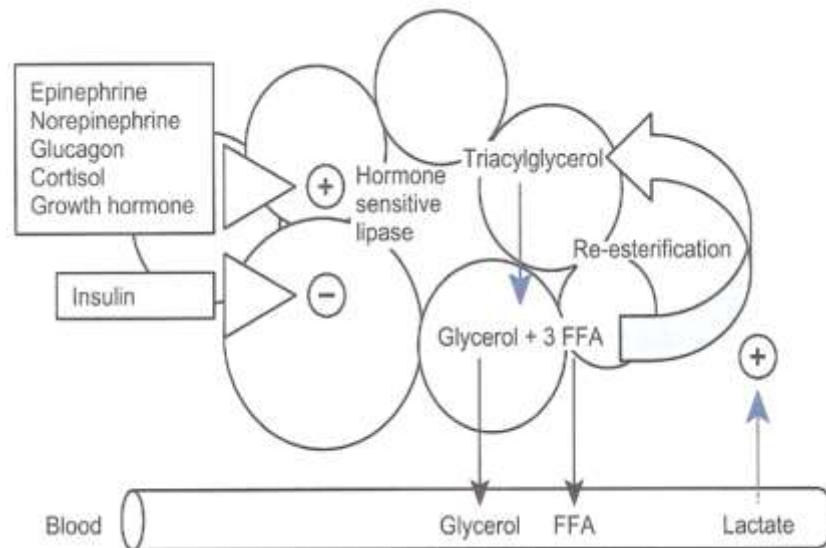 Epinephrine
Norepinephrine
Glucagon
Cortisol
Growth hormone
+
Hormone
sensitive
lipase
Triacylglycerol
Re-esterification
Insulin
−
Glycerol + 3 FFA
+
Blood
Glycerol
FFA
Lactate